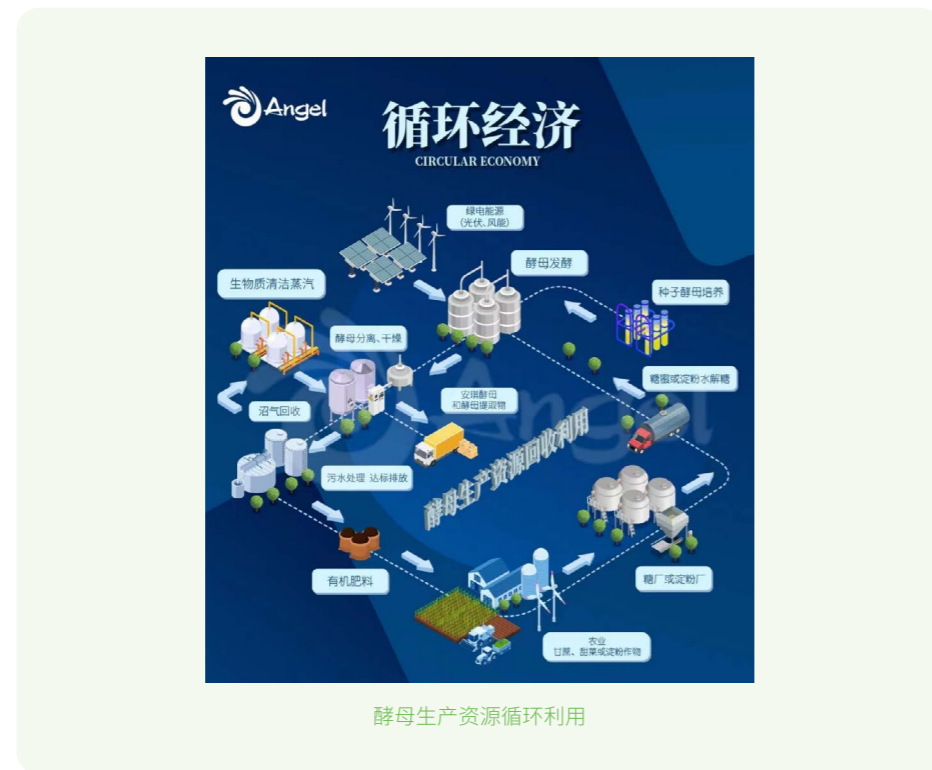 Angel
循环经济
CIRCULAR ECONOMY
绿电能源
(光伏、风能)
酵母发酵
生物质清洁蒸汽
种子酵母培养
酵母分离、干燥
糖蜜或淀粉水解糖
安琪酵母
和酵母提取物
沼气回收
Angel
酵母生产资源回收利用
污水处理 达标排放
有机肥料
糖厂或淀粉厂
农业
甘蔗、甜菜或淀粉作物
酵母生产资源循环利用